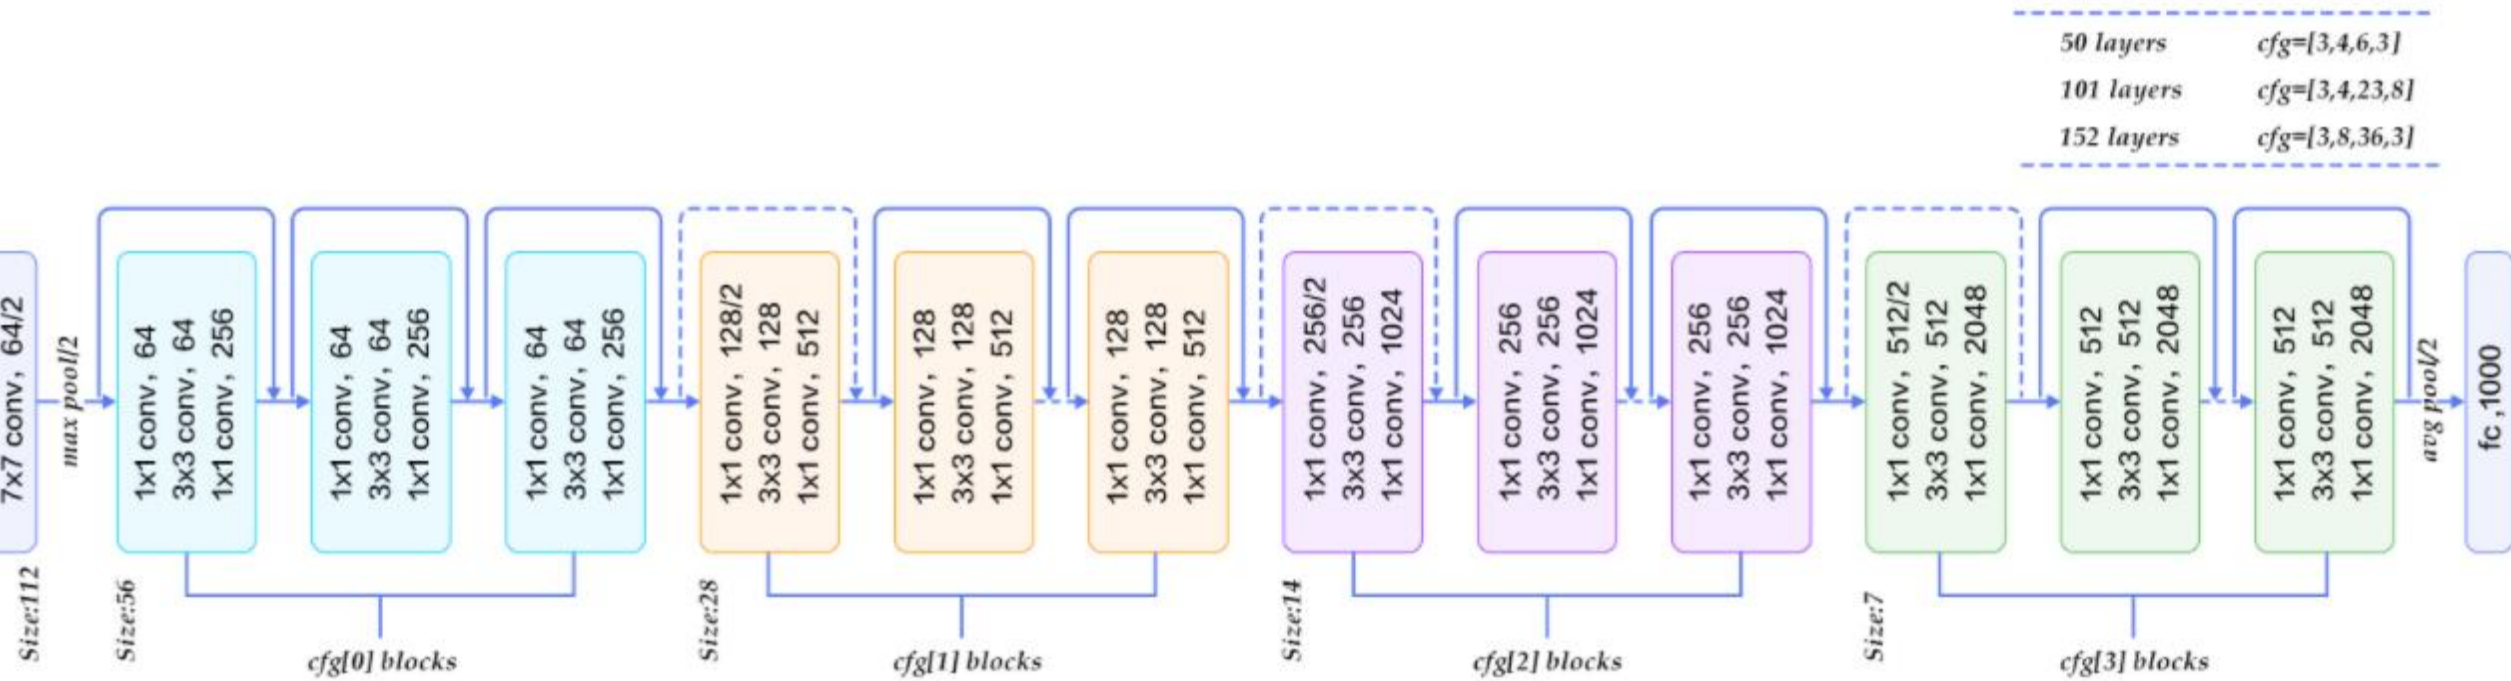 50 layers cfg=[3,4,6,3]
101 layers cfg=[3,4,23,8]
152 layers cfg=[3,8,36,3]
7x7 conv, 64/2
max pool/2
1x1 conv, 64
3x3 conv, 64
1x1 conv, 256
1x1 conv, 64
3x3 conv, 64
1x1 conv, 256
1x1 conv, 64
3x3 conv, 64
1x1 conv, 256
1x1 conv, 128/2
3x3 conv, 128
1x1 conv, 512
1x1 conv, 128
3x3 conv, 128
1x1 conv, 512
1x1 conv, 128
3x3 conv, 128
1x1 conv, 512
1x1 conv, 256/2
3x3 conv, 256
1x1 conv, 1024
1x1 conv, 256
3x3 conv, 256
1x1 conv, 1024
1x1 conv, 256
3x3 conv, 256
1x1 conv, 1024
1x1 conv, 512/2
3x3 conv, 512
1x1 conv, 2048
1x1 conv, 512
3x3 conv, 512
1x1 conv, 2048
1x1 conv, 512
3x3 conv, 512
1x1 conv, 2048
avg pool/2
fc ,1000
Size:112
Size:56
cfg[0] blocks
Size:28
cfg[1] blocks
Size:14
cfg[2] blocks
Size:7
cfg[3] blocks